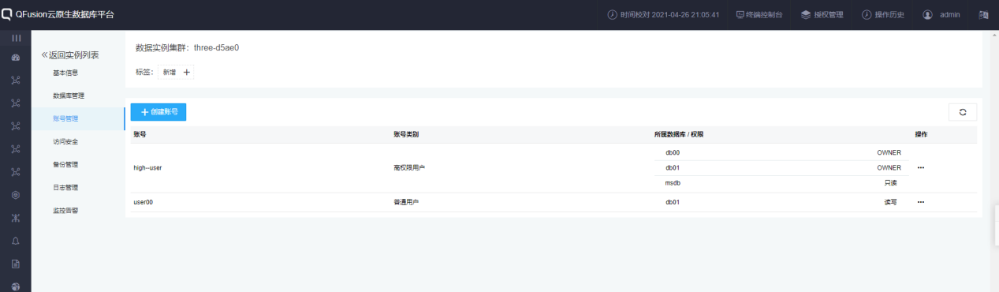 QFusion云原生数据库平台 时间校对 2021-04-26 21:05:41 终端控制台 授权管理 操作历史 admin
返回实例列表
基本信息
数据库管理
账号管理
访问安全
备份管理
日志管理
监控告警
数据实例集群：three-d5ae0
标签： 新增 +
+ 创建账号
账号 账号类别 所属数据库 / 权限 操作
high--user 高权限用户 db00 OWNER
db01 OWNER ···
msdb 只读
user00 普通用户 db01 读写 ···